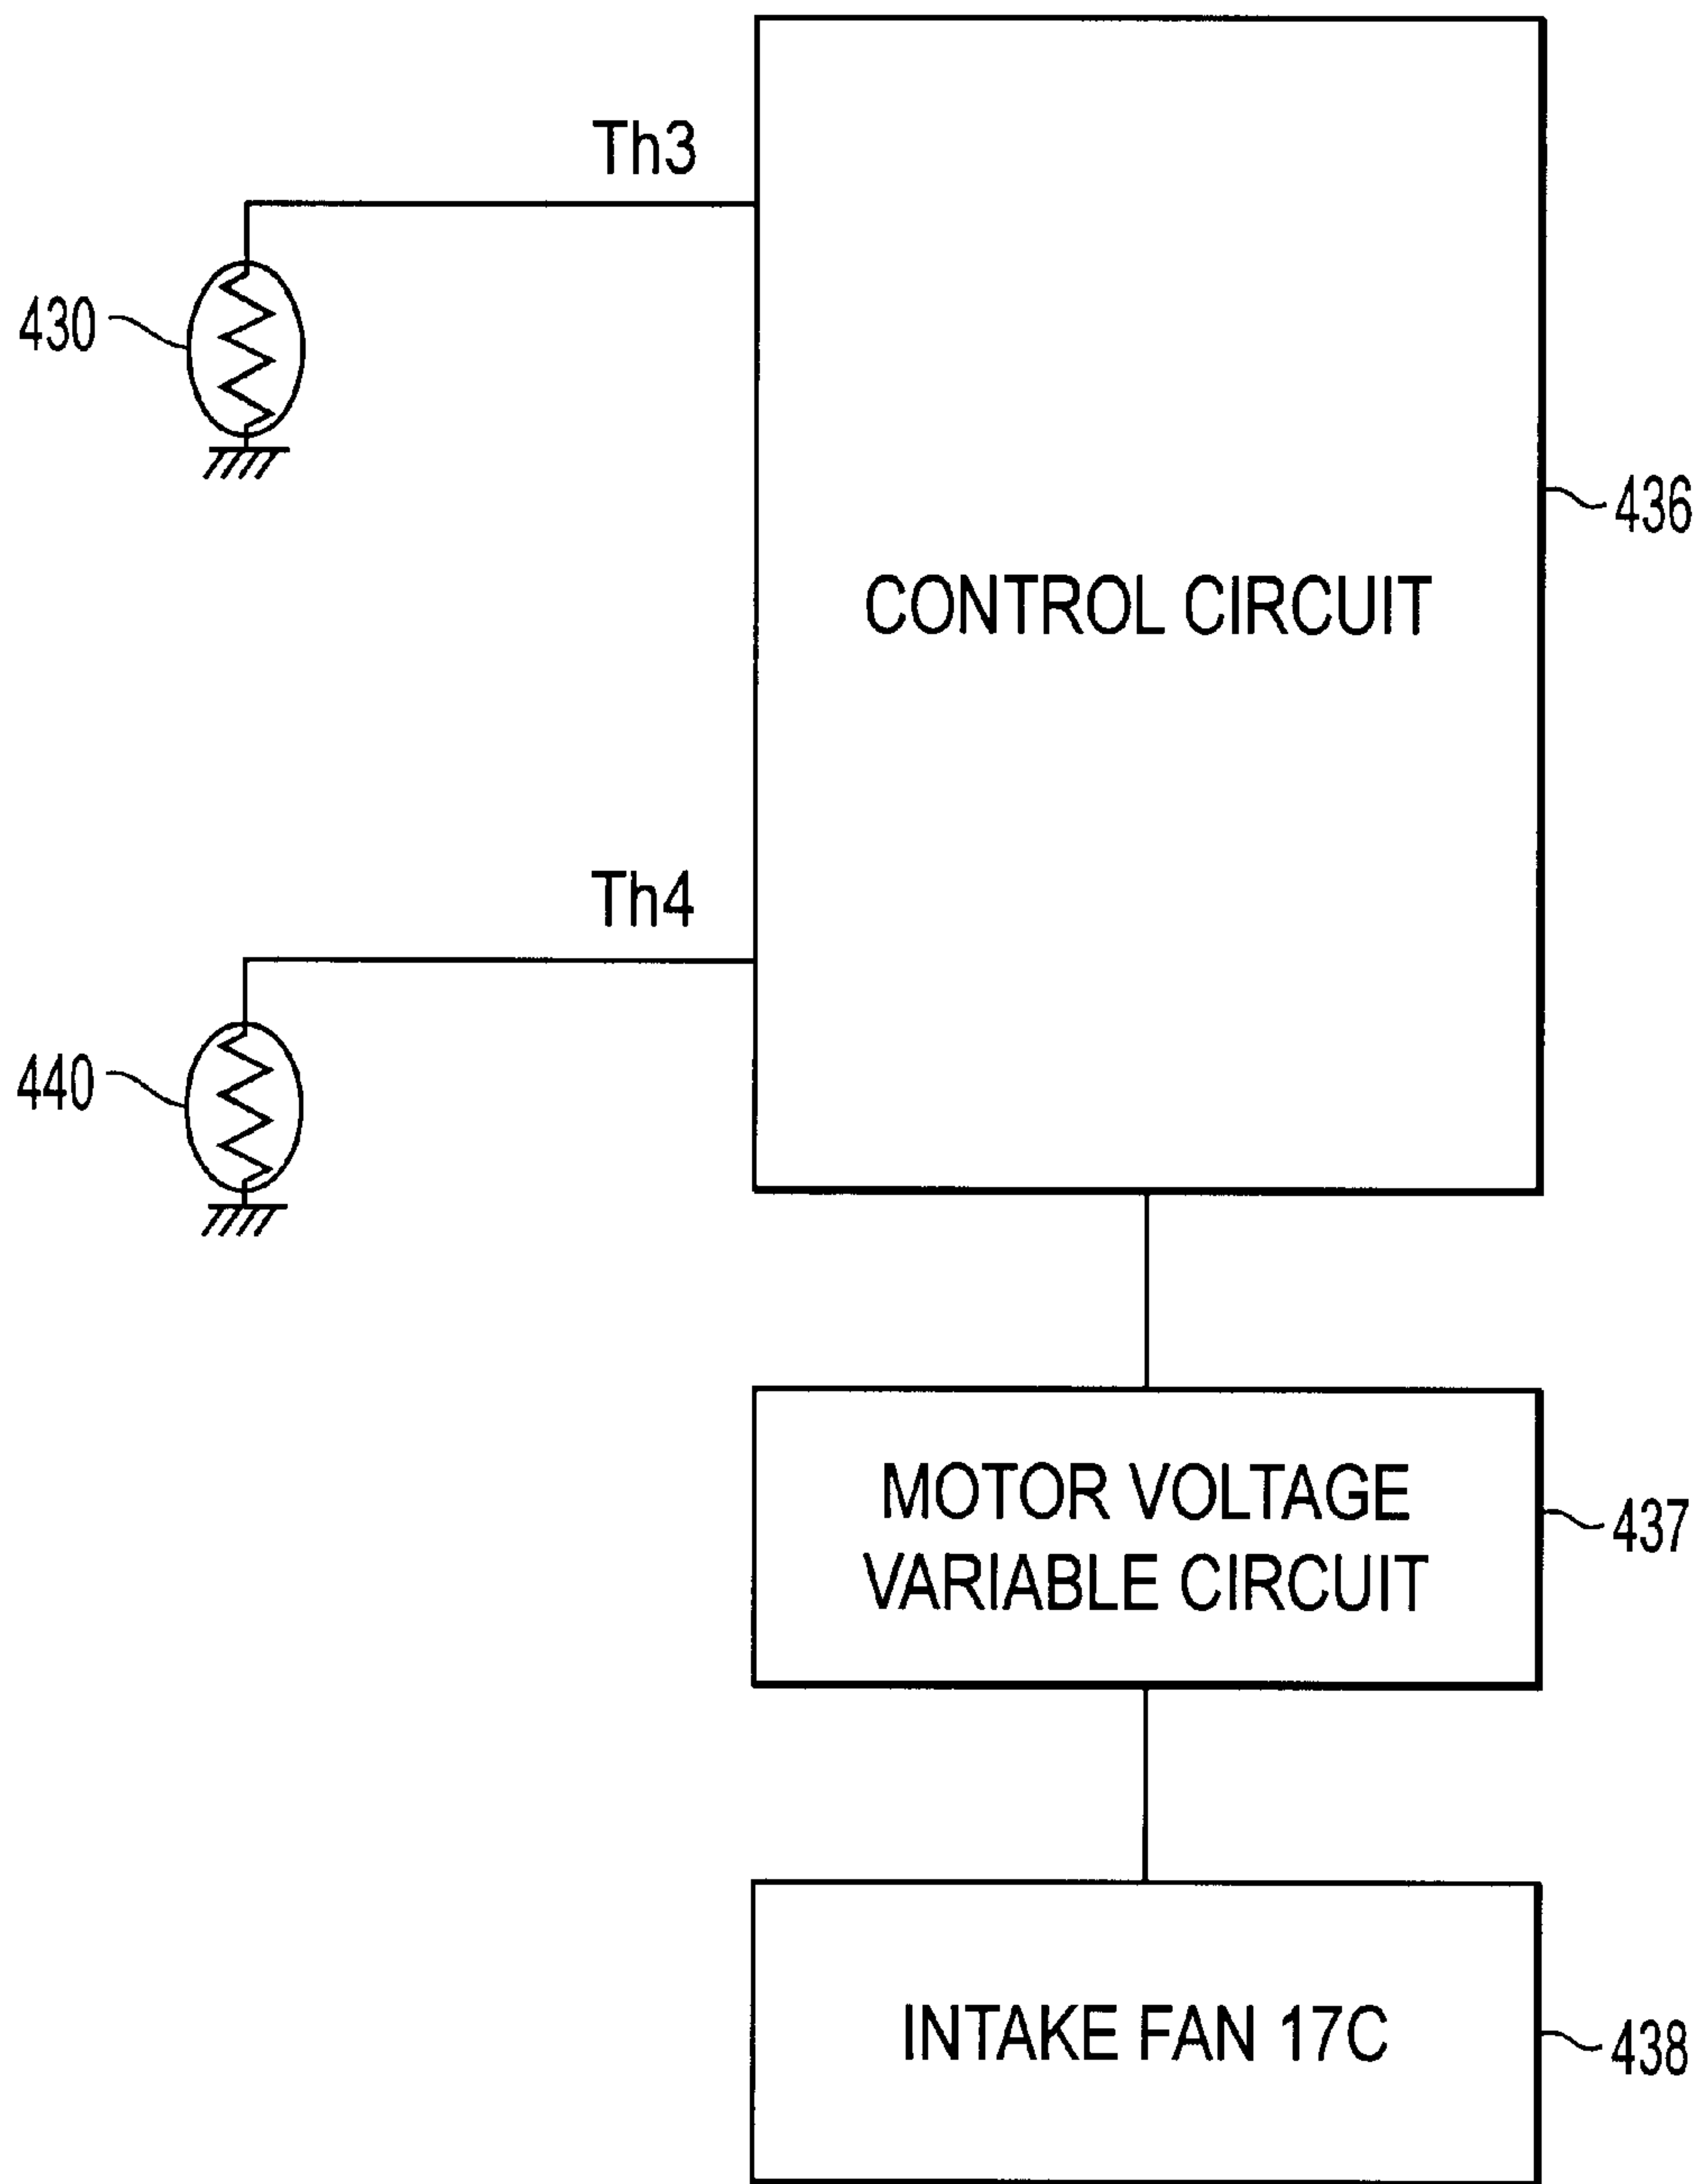 Th3
430
436
CONTROL CIRCUIT
Th4
440
MOTOR VOLTAGE
VARIABLE CIRCUIT
437
INTAKE FAN 17C
438